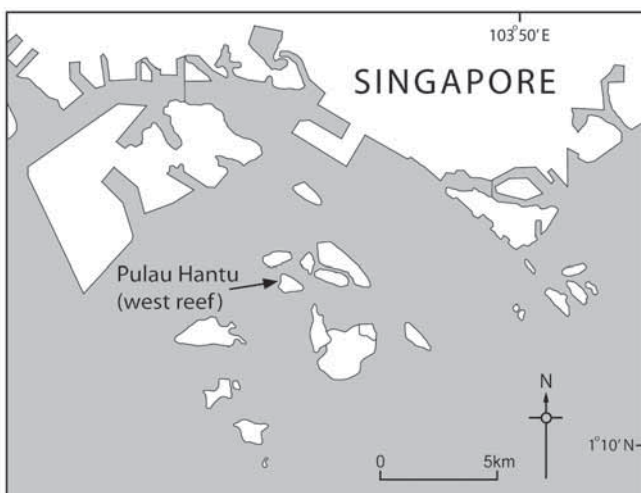 103°50' E
SINGAPORE
Pulau Hantu
(west reef)
N
1°10' N
0 5km